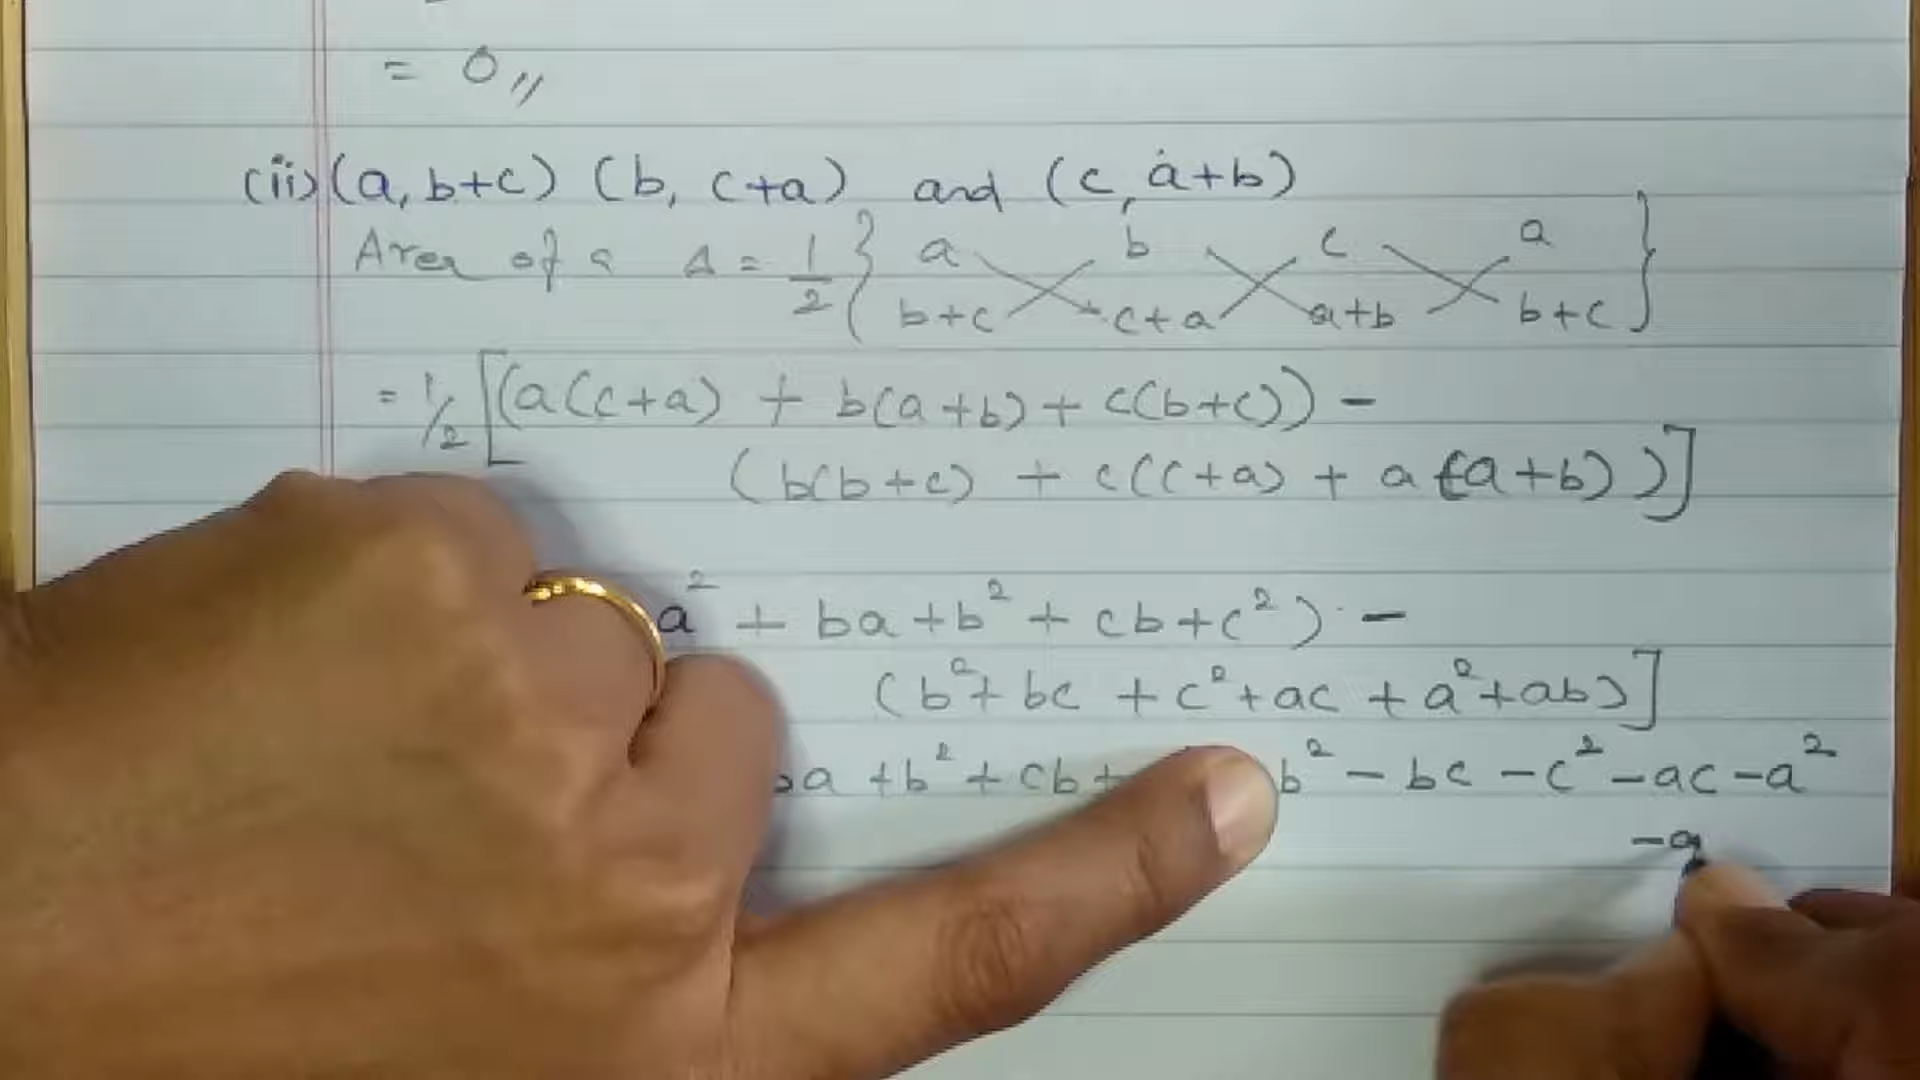 = 0 //
(ii) (a, b+c) (b, c+a) and (c, a+b)
Area of a Δ = 1/2 { a b c a }
b+c c+a a+b b+c
= 1/2 [(a(c+a) + b(a+b) + c(b+c)) -
(b(b+c) + c(c+a) + a(a+b))]
a² + ba + b² + cb + c²) -
(b² + bc + c² + ac + a² + ab)]
ba + b² + cb + b² - bc - c² - ac - a²
- a